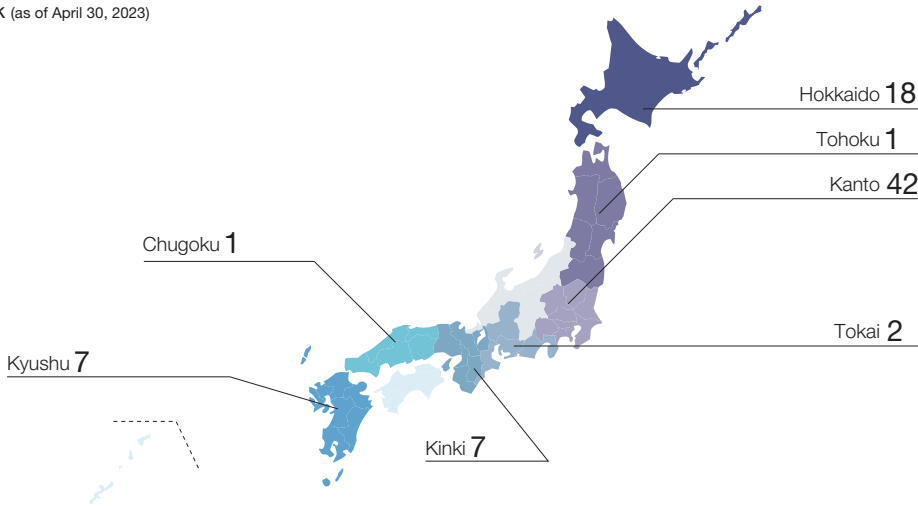 (as of April 30, 2023)
Hokkaido 18
Tohoku 1
Kanto 42
Chugoku 1
Tokai 2
Kyushu 7
Kinki 7